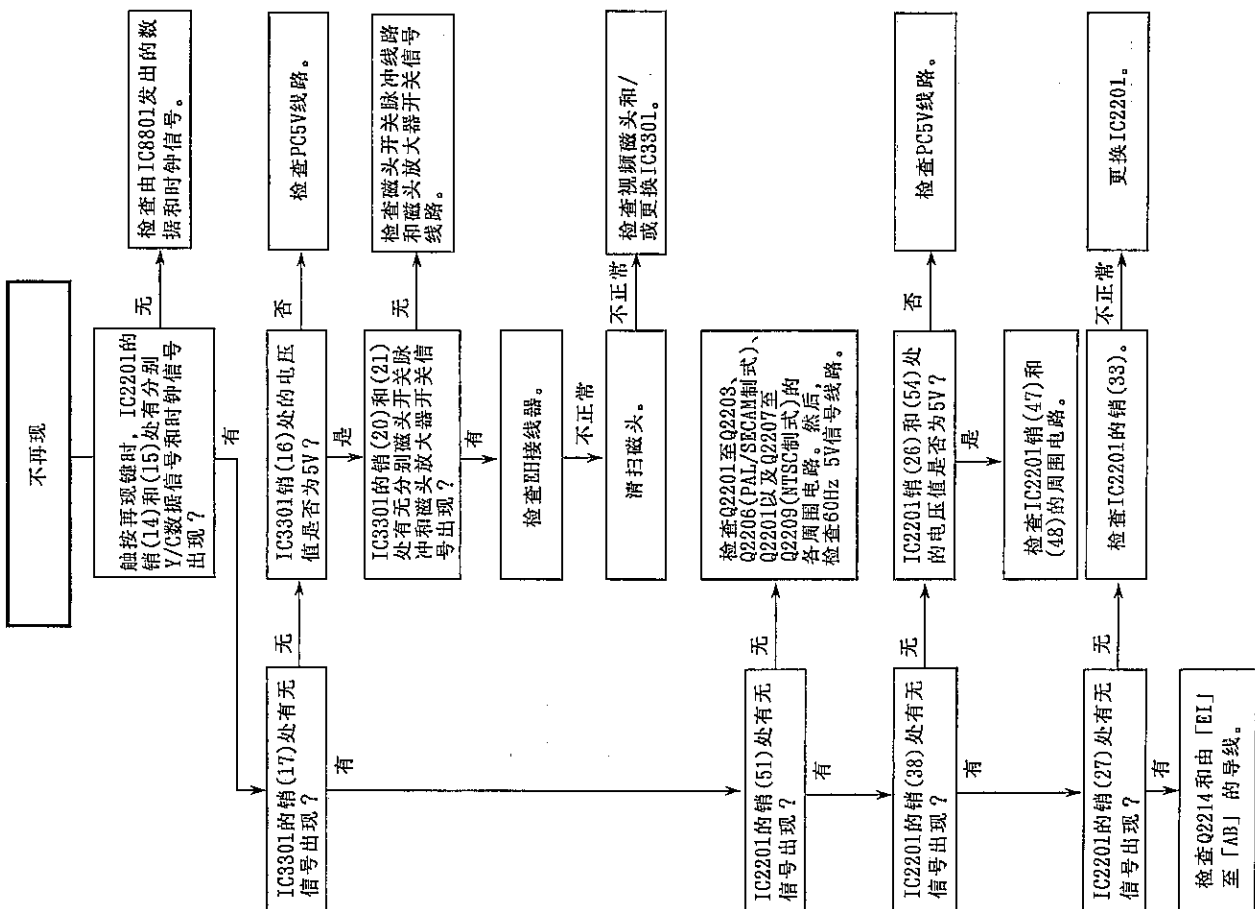 不再现
触按再现键时，IC2201的
销(14)和(15)处有分别
Y/C数据信号和时钟信号
出现？
无
检查由IC8801发出的数
据和时钟信号。
有
IC3301的销(17)处有无
信号出现？
无
IC3301销(16)处的电压
值是否为5V？
否
检查PC5V线路。
是
IC3301的销(20)和(21)
处有无分别磁头开关脉
冲和磁头放大器开关信
号出现？
无
检查磁头开关脉冲线路
和磁头放大器开关信号
线路。
有
检查EH接线器。
不正常
清扫磁头。
不正常
检查视频磁头和/
或更换IC3301。
有
IC2201的销(51)处有无
信号出现？
无
检查Q2201至Q2203、
Q2206(PAL/SECAM制式)、
Q2201以及Q2207至
Q2209(NTSC制式)的
各周围电路。然后，
检查60Hz 5V信号线路。
有
IC2201的销(38)处有无
信号出现？
无
IC2201销(26)和(54)处
的电压值是否为5V？
否
检查PC5V线路。
是
检查IC2201销(47)和
(48)的周围电路。
有
IC2201的销(27)处有无
信号出现？
无
检查IC2201的销(33)。
不正常
更换IC2201。
有
检查Q2214和由「EI」
至「AB」的导线。